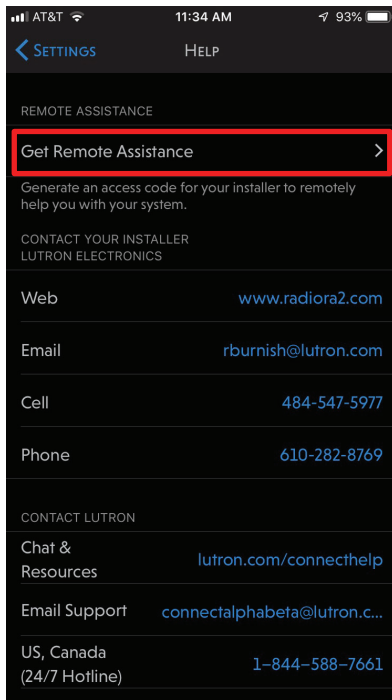 AT&T 11:34 AM 93%
SETTINGS HELP
REMOTE ASSISTANCE
Get Remote Assistance
Generate an access code for your installer to remotely
help you with your system.
CONTACT YOUR INSTALLER
LUTRON ELECTRONICS
Web www.radiora2.com
Email rburnish@lutron.com
Cell 484-547-5977
Phone 610-282-8769
CONTACT LUTRON
Chat &
Resources lutron.com/connecthelp
Email Support connectalphabeta@lutron.c...
US, Canada
(24/7 Hotline) 1-844-588-7661